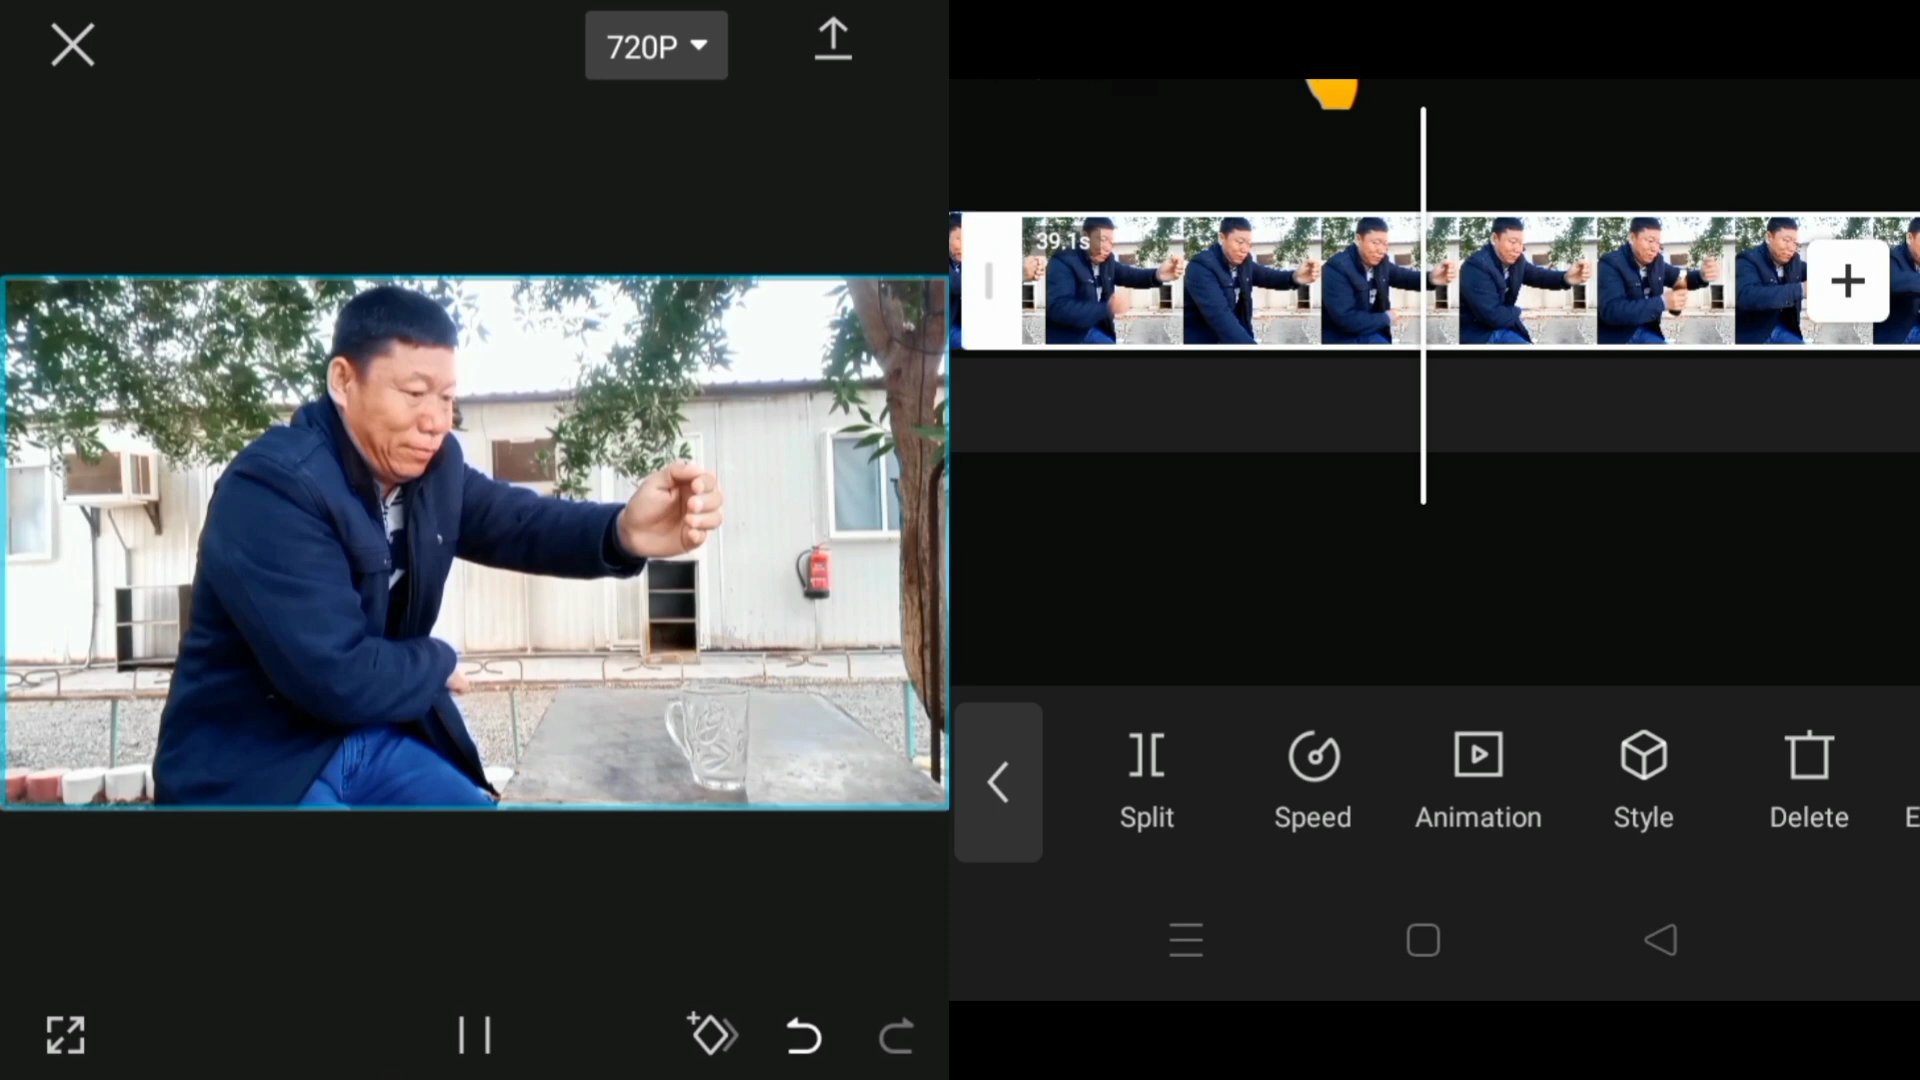 720P
39.1s
Split
Speed
Animation
Style
Delete
E